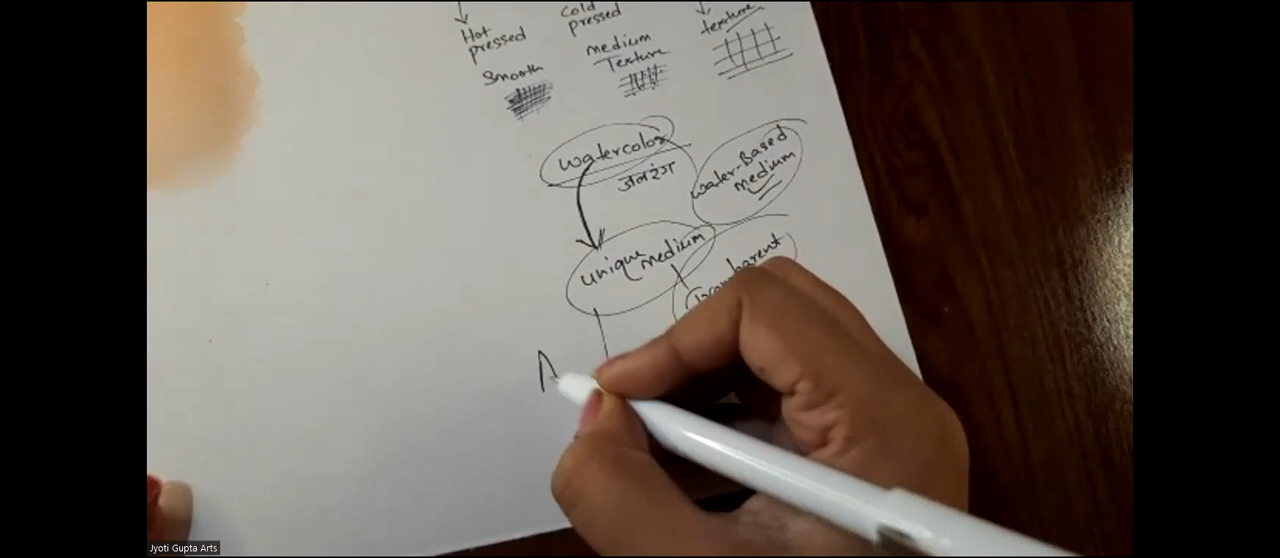 Hot
pressed
Smooth
Cold
pressed
medium
Texture
texture
watercolor
जलरंग
water-Based
medium
unique medium
Jyoti Gupta Arts